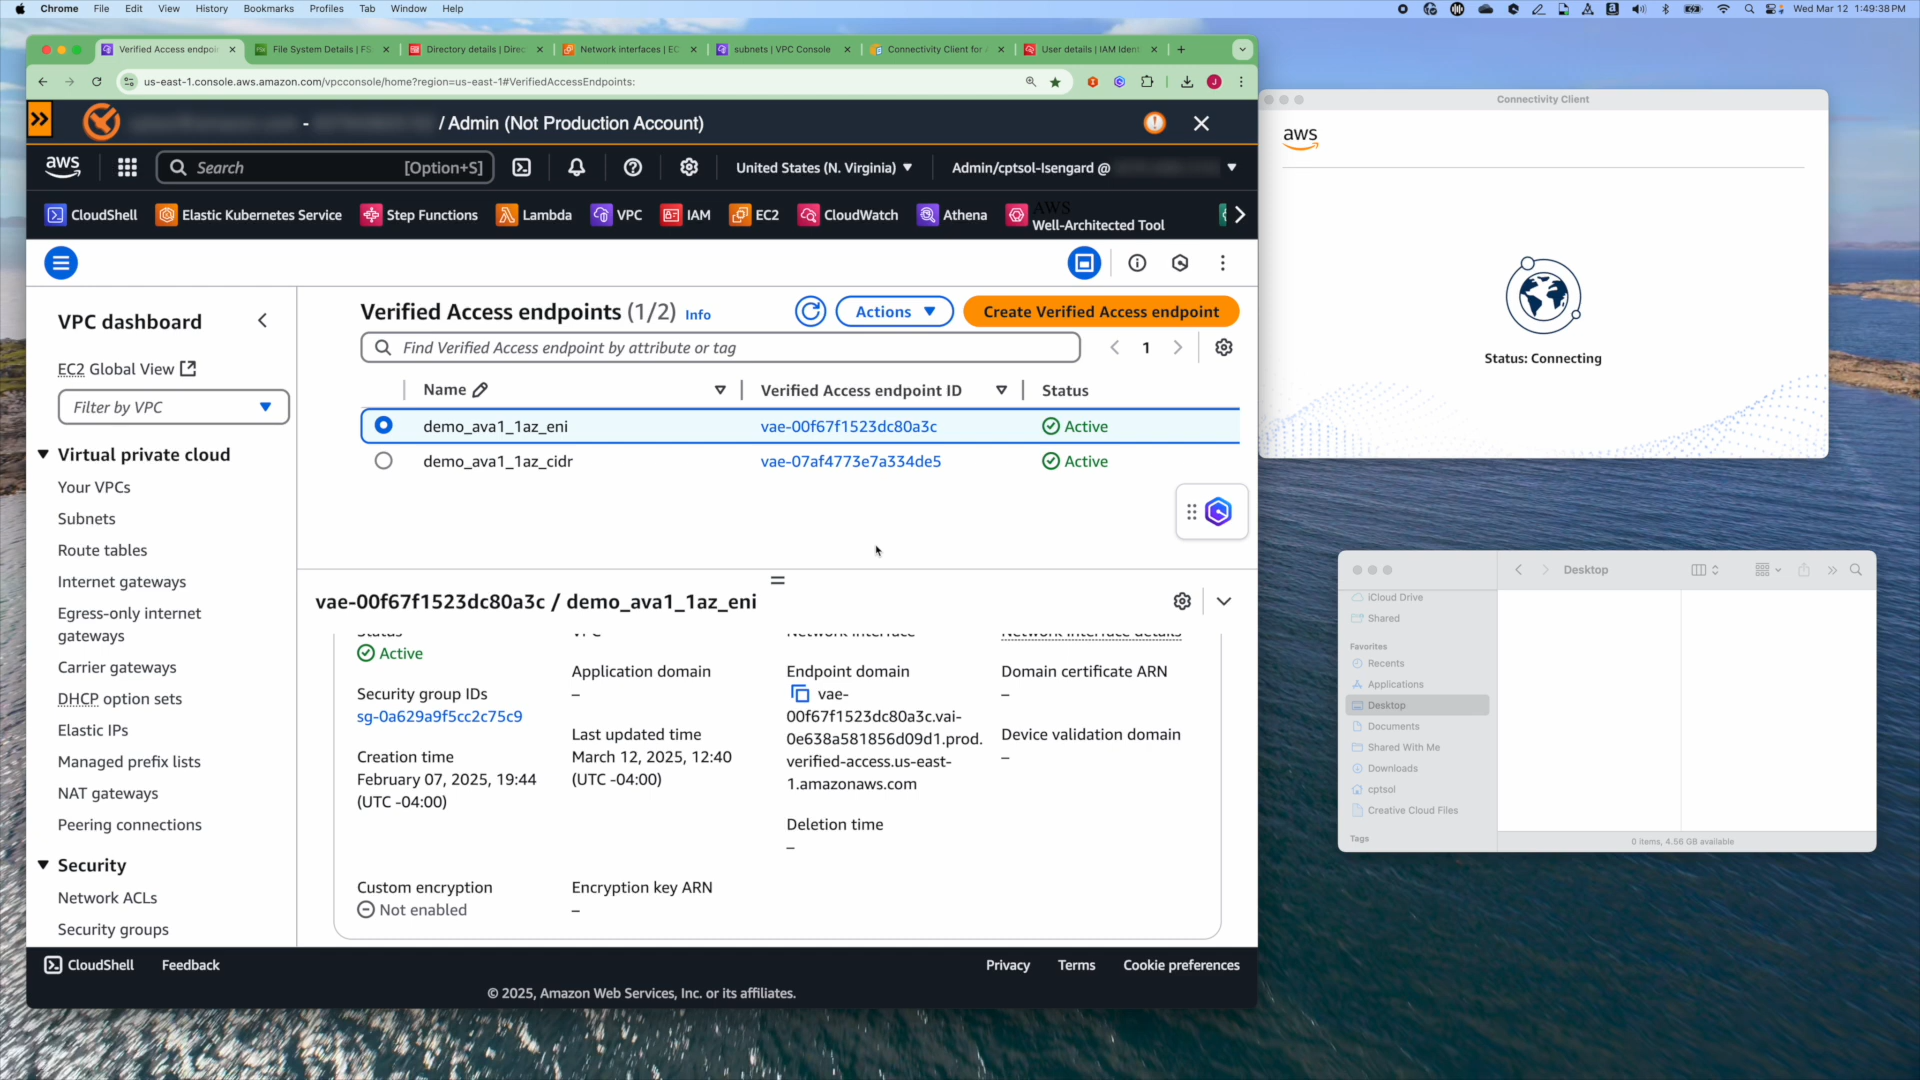 Chrome File Edit View History Bookmarks Profiles Tab Window Help
Wed Mar 12 1:49:38 PM
Verified Access endpoin
File System Details | FS
Directory details | Direc
Network interfaces | EC
subnets | VPC Console
Connectivity Client for
User details | IAM Ident
us-east-1.console.aws.amazon.com/vpcconsole/home?region=us-east-1#VerifiedAccessEndpoints:
J
- / Admin (Not Production Account)
aws
Search [Option+S]
United States (N. Virginia)
Admin/cptsol-Isengard @
CloudShell
Elastic Kubernetes Service
Step Functions
Lambda
VPC
IAM
EC2
CloudWatch
Athena
AWS
Well-Architected Tool
VPC dashboard
EC2 Global View
Filter by VPC
Virtual private cloud
Your VPCs
Subnets
Route tables
Internet gateways
Egress-only internet
gateways
Carrier gateways
DHCP option sets
Elastic IPs
Managed prefix lists
NAT gateways
Peering connections
Security
Network ACLs
Security groups
Verified Access endpoints (1/2) Info
Actions
Create Verified Access endpoint
Find Verified Access endpoint by attribute or tag
1
Name
Verified Access endpoint ID
Status
demo_ava1_1az_eni vae-00f67f1523dc80a3c Active
demo_ava1_1az_cidr vae-07af4773e7a334de5 Active
vae-00f67f1523dc80a3c / demo_ava1_1az_eni
Status
Active
Security group IDs
sg-0a629a9f5cc2c75c9
Creation time
February 07, 2025, 19:44
(UTC -04:00)
Custom encryption
Not enabled
VPC
Application domain
–
Last updated time
March 12, 2025, 12:40
(UTC -04:00)
Encryption key ARN
–
Network interface
Endpoint domain
vae-
00f67f1523dc80a3c.vai-
0e638a581856d09d1.prod.
verified-access.us-east-
1.amazonaws.com
Deletion time
–
Network interface details
Domain certificate ARN
–
Device validation domain
–
CloudShell Feedback
Privacy Terms Cookie preferences
© 2025, Amazon Web Services, Inc. or its affiliates.
Connectivity Client
aws
Status: Connecting
Desktop
iCloud Drive
Shared
Favorites
Recents
Applications
Desktop
Documents
Shared With Me
Downloads
cptsol
Creative Cloud Files
Tags
0 items, 4.56 GB available